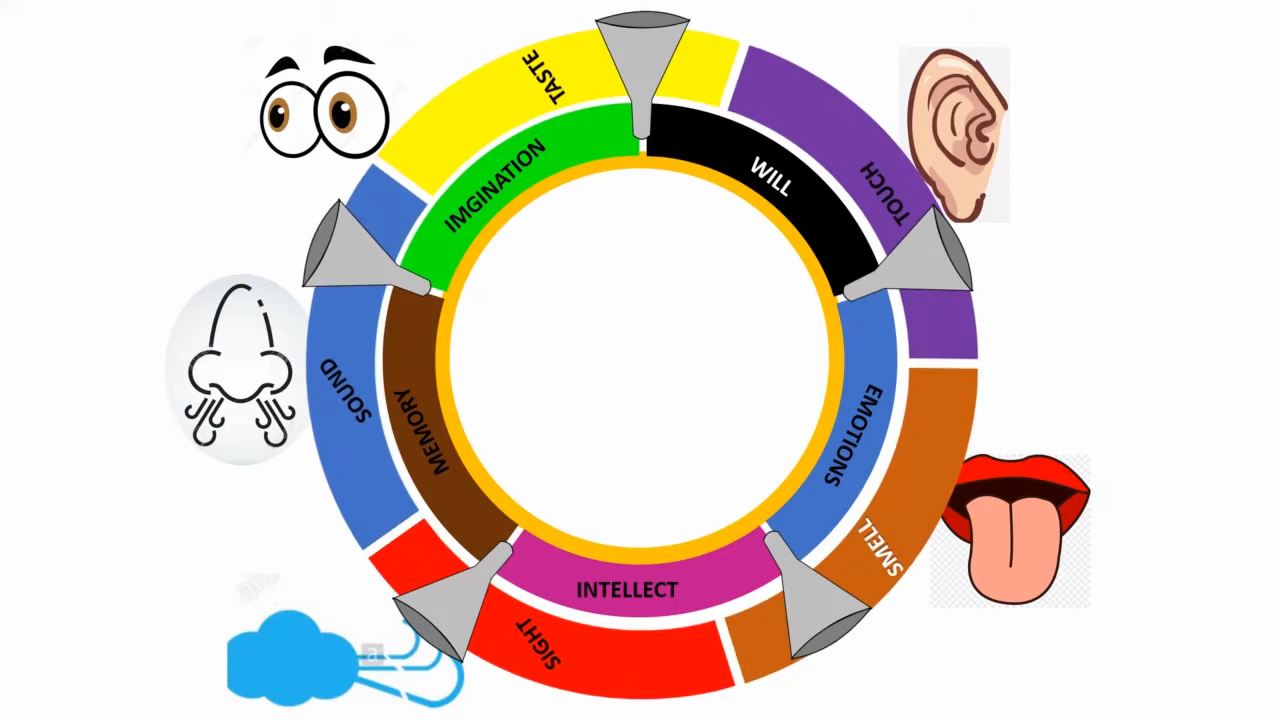 TASTE
IMGINATION
WILL
TOUCH
SOUND
MEMORY
EMOTIONS
SMELL
INTELLECT
SIGHT
a